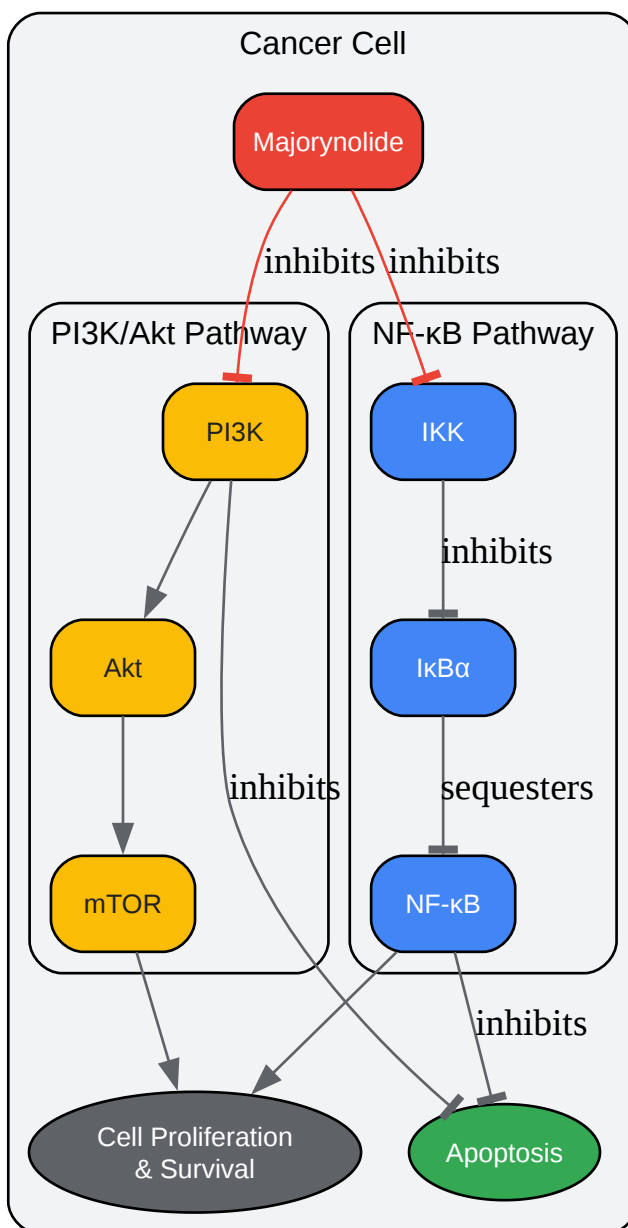 Cancer Cell
Majorynolide
inhibits
inhibits
PI3K/Akt Pathway
NF-κB Pathway
PI3K
IKK
inhibits
Akt
IκBα
inhibits
sequesters
mTOR
NF-κB
inhibits
Cell Proliferation
& Survival
Apoptosis